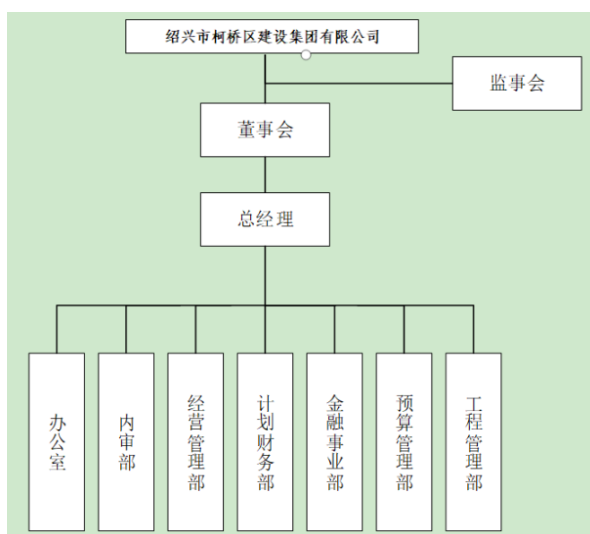 绍兴市柯桥区建设集团有限公司
监事会
董事会
总经理
办公室
内审部
经营管理部
计划财务部
金融事业部
预算管理部
工程管理部